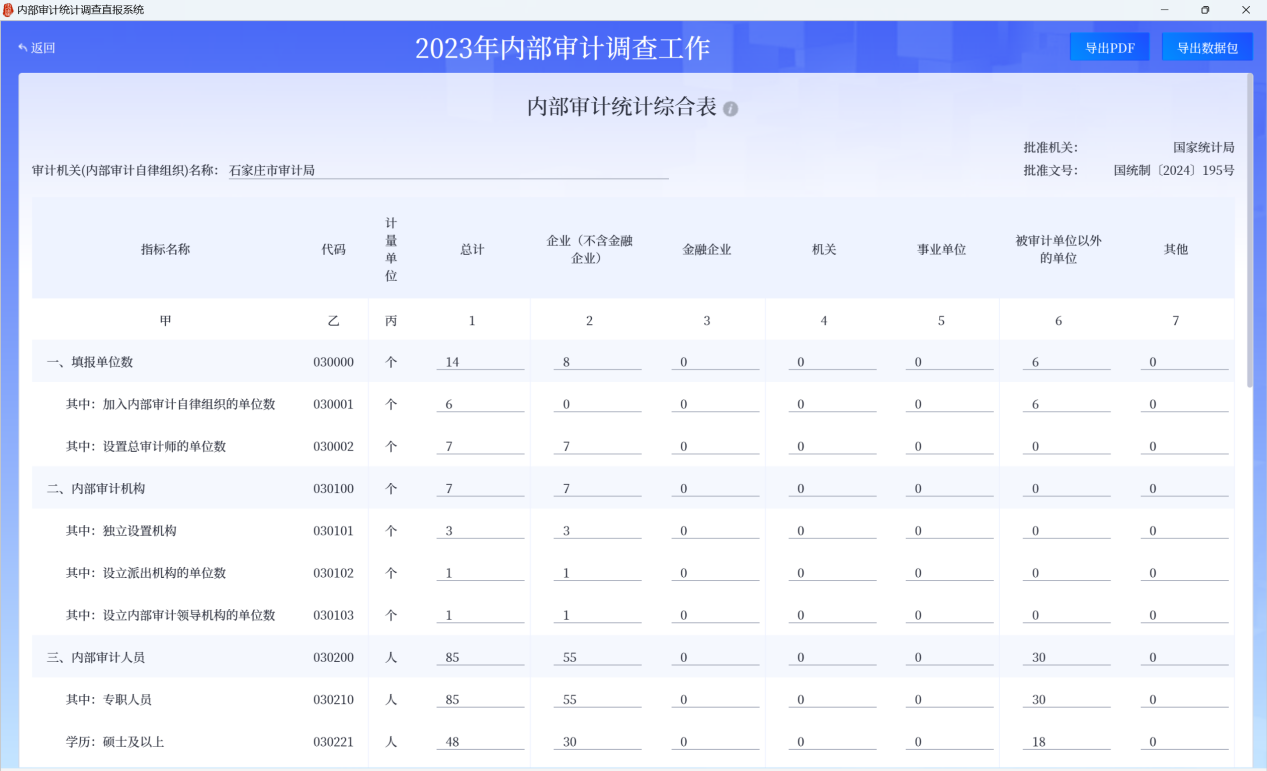 内部审计统计调查直报系统
返回
2023年内部审计调查工作
导出PDF 导出数据包
内部审计统计综合表
批准机关： 国家统计局
审计机关(内部审计自律组织)名称： 石家庄市审计局
批准文号： 国统制〔2024〕195号
指标名称 代码 计量单位 总计 企业（不含金融企业） 金融企业 机关 事业单位 被审计单位以外的单位 其他
甲 乙 丙 1 2 3 4 5 6 7
一、填报单位数 030000 个 14 8 0 0 0 6 0
其中：加入内部审计自律组织的单位数 030001 个 6 0 0 0 0 6 0
其中：设置总审计师的单位数 030002 个 7 7 0 0 0 0 0
二、内部审计机构 030100 个 7 7 0 0 0 0 0
其中：独立设置机构 030101 个 3 3 0 0 0 0 0
其中：设立派出机构的单位数 030102 个 1 1 0 0 0 0 0
其中：设立内部审计领导机构的单位数 030103 个 1 1 0 0 0 0 0
三、内部审计人员 030200 人 85 55 0 0 0 30 0
其中：专职人员 030210 人 85 55 0 0 0 30 0
学历：硕士及以上 030221 人 48 30 0 0 0 18 0